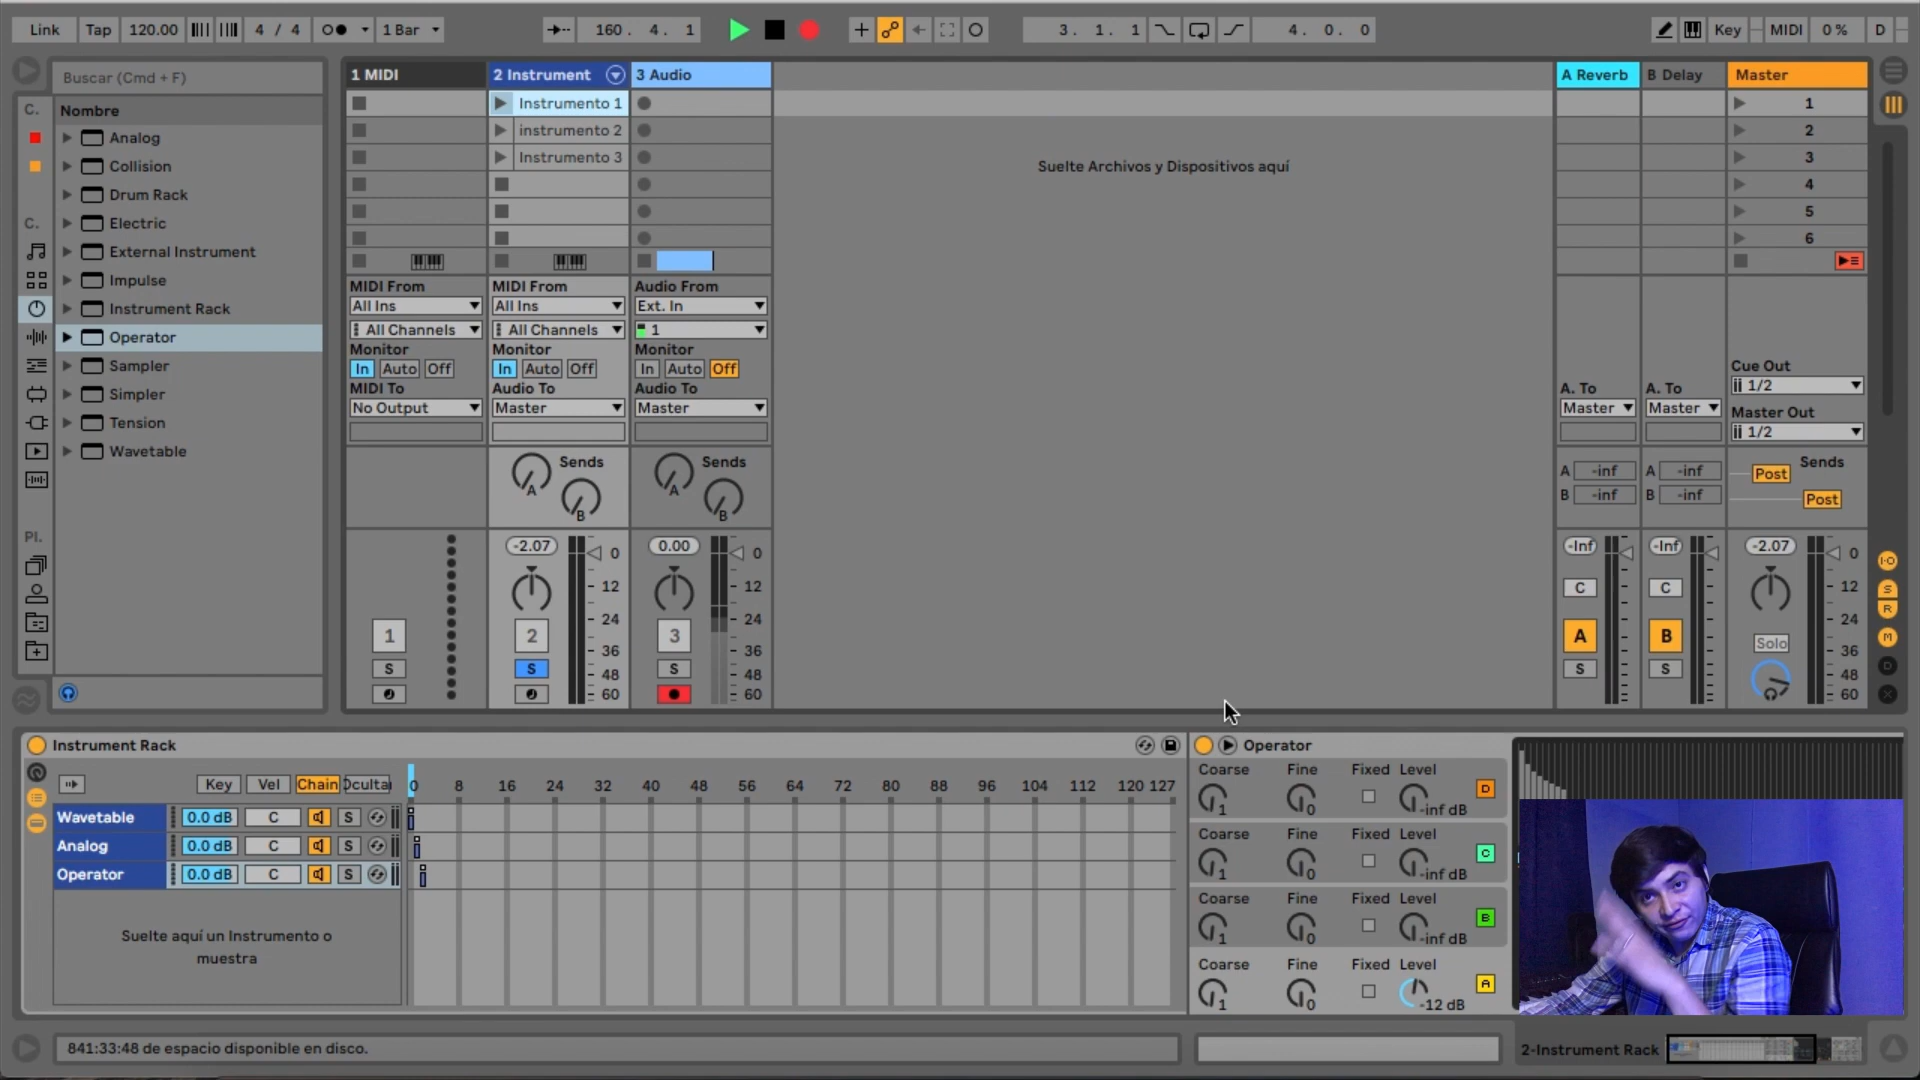 Link Tap 120.00 4 / 4 1 Bar 160. 4. 1 3. 1. 1 4. 0. 0 Key MIDI 0 % D
Buscar (Cmd + F)
C. Nombre
Analog
Collision
Drum Rack
C. Electric
External Instrument
Impulse
Instrument Rack
Operator
Sampler
Simpler
Tension
Wavetable
Pl.
1 MIDI 2 Instrument 3 Audio A Reverb B Delay Master
Instrumento 1 1
instrumento 2 2
Instrumento 3 3
Suelte Archivos y Dispositivos aquí
4
5
6
MIDI From MIDI From Audio From
All Ins All Ins Ext. In
All Channels All Channels 1
Monitor Monitor Monitor Cue Out
In Auto Off In Auto Off In Auto Off 1/2
MIDI To Audio To Audio To A. To A. To
No Output Master Master Master Master Master Out
1/2
Sends Sends Sends
A B A B A -inf A -inf Post
B -inf B -inf Post
-2.07 0 0.00 0 -Inf -Inf -2.07 0
12 12 C C 12
24 24 24
1 2 3 A B Solo
36 36 36
S S S S S
48 48 48
60 60 60
I·O
S
R
M
D
X
Instrument Rack
Key Vel Chain Oculta 0 8 16 24 32 40 48 56 64 72 80 88 96 104 112 120 127
Wavetable 0.0 dB C S
Analog 0.0 dB C S
Operator 0.0 dB C S
Suelte aquí un Instrumento o
muestra
Operator
Coarse Fine Fixed Level
1 0 -inf dB D
Coarse Fine Fixed Level
1 0 -inf dB C
Coarse Fine Fixed Level
1 0 -inf dB B
Coarse Fine Fixed Level
1 0 -12 dB A
841:33:48 de espacio disponible en disco.
2-Instrument Rack